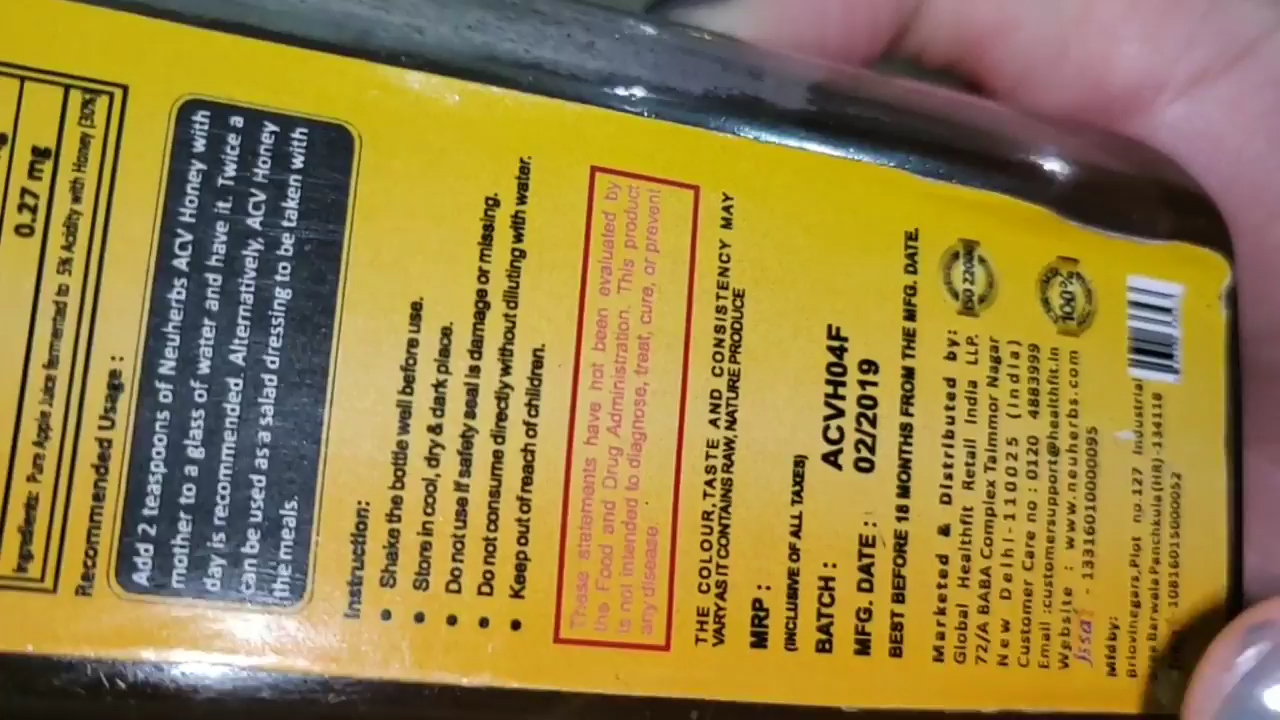 0.27 mg
Ingredients: Pure Apple Juice fermented to 5% Acidity with Honey (30%)
Recommended Usage :
Add 2 teaspoons of Neuherbs ACV Honey with
mother to a glass of water and have it. Twice a
day is recommended. Alternatively, ACV Honey
can be used as a salad dressing to be taken with
the meals.
Instruction:
• Shake the bottle well before use.
• Store in cool, dry & dark place.
• Do not use if safety seal is damage or missing.
• Do not consume directly without diluting with water.
• Keep out of reach of children.
These statements have not been evaluated by
the Food and Drug Administration. This product
is not intended to diagnose, treat, cure, or prevent
any disease.
THE COLOUR, TASTE AND CONSISTENCY MAY
VARY AS IT CONTAINS RAW, NATURE PRODUCE
MRP :
(INCLUSIVE OF ALL TAXES)
BATCH : ACVH04F
MFG. DATE : 02/2019
BEST BEFORE 18 MONTHS FROM THE MFG. DATE.
Marketed & Distributed by:
Global Healthfit Retail India LLP.
72/A BABA Complex Taimmor Nagar
New Delhi-110025 (India)
Customer Care no : 0120 4883999
Email :customersupport@healthfit.in
Website : www.neuherbs.com
fssai - 13316010000095
ISO 22000
100%
Mfd by:
Briovinegers,Plot no.127 Industrial
Barwala Panchkula(HR)-134118
10816015000052